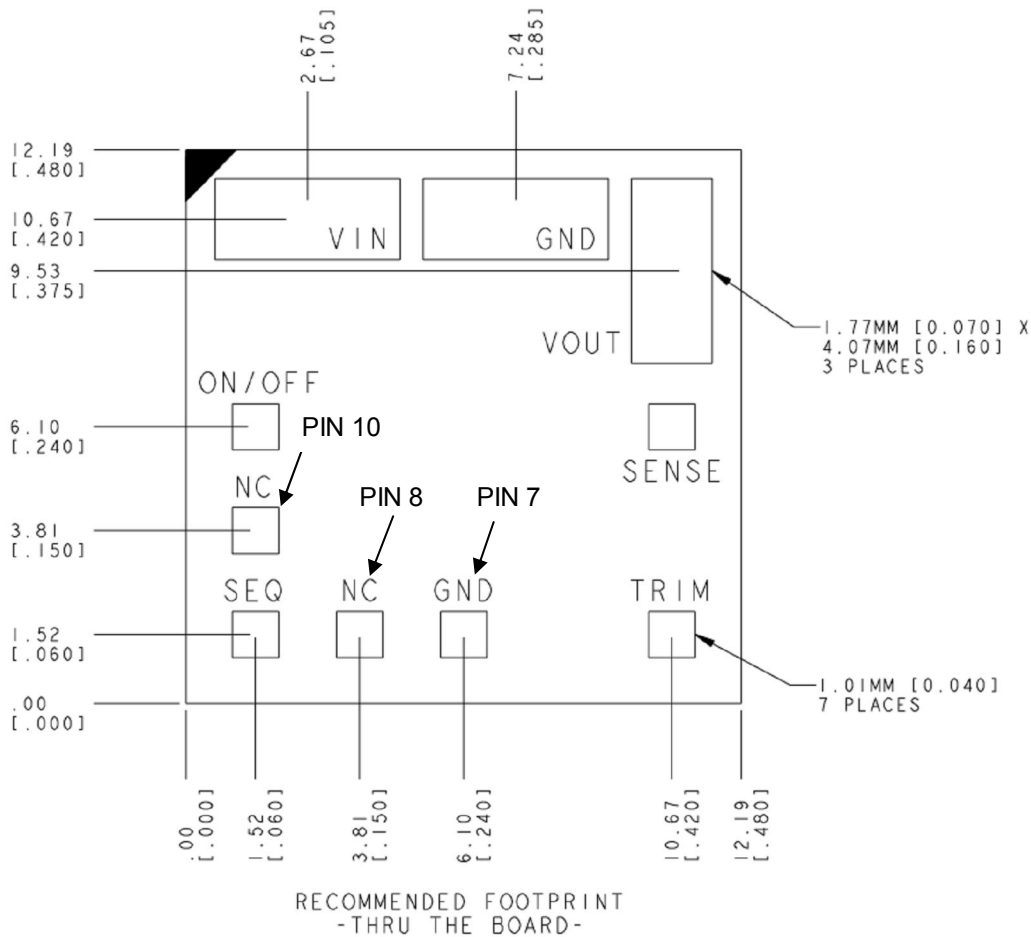 2.67
[.105]
7.24
[.285]
12.19
[.480]
10.67
[.420]
VIN
GND
9.53
[.375]
VOUT
1.77MM [0.070] X
4.07MM [0.160]
3 PLACES
ON/OFF
6.10
[.240]
PIN 10
SENSE
NC
PIN 8
PIN 7
3.81
[.150]
SEQ
NC
GND
TRIM
1.52
[.060]
1.01MM [0.040]
7 PLACES
.00
[.000]
.00
[.000]
1.52
[.060]
3.81
[.150]
6.10
[.240]
10.67
[.420]
12.19
[.480]
RECOMMENDED FOOTPRINT
-THRU THE BOARD-